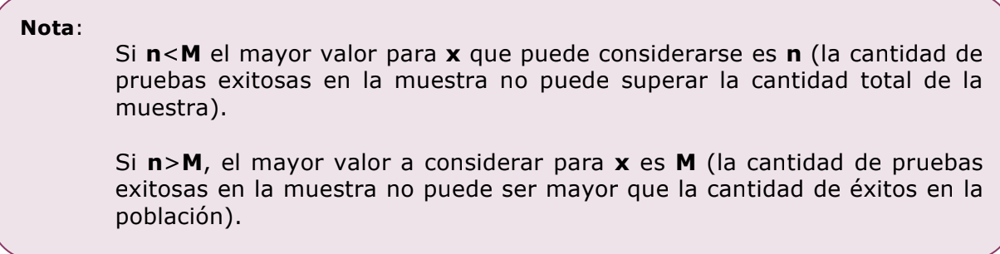 Nota:
Si n<M el mayor valor para x que puede considerarse es n (la cantidad de
pruebas exitosas en la muestra no puede superar la cantidad total de la
muestra).
Si n>M, el mayor valor a considerar para x es M (la cantidad de pruebas
exitosas en la muestra no puede ser mayor que la cantidad de éxitos en la
población).